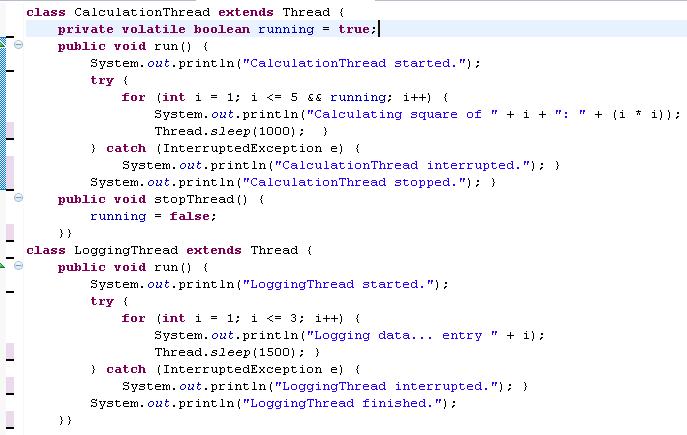 class CalculationThread extends Thread {
    private volatile boolean running = true;
    public void run() {
        System.out.println("CalculationThread started.");
        try {
            for (int i = 1; i <= 5 && running; i++) {
                System.out.println("Calculating square of " + i + ": " + (i * i));
                Thread.sleep(1000);  }
        } catch (InterruptedException e) {
            System.out.println("CalculationThread interrupted."); }
        System.out.println("CalculationThread stopped."); }
    public void stopThread() {
        running = false;
    }}
class LoggingThread extends Thread {
    public void run() {
        System.out.println("LoggingThread started.");
        try {
            for (int i = 1; i <= 3; i++) {
                System.out.println("Logging data... entry " + i);
                Thread.sleep(1500); }
        } catch (InterruptedException e) {
            System.out.println("LoggingThread interrupted."); }
        System.out.println("LoggingThread finished.");
    }}